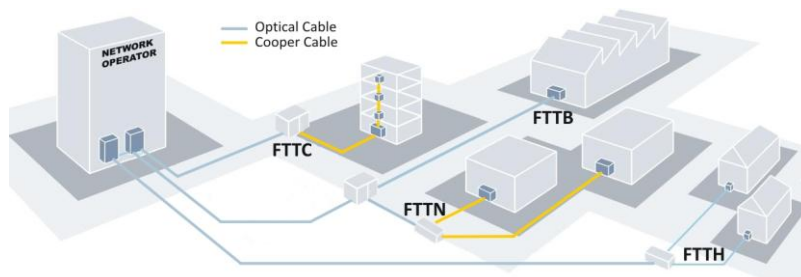 Optical Cable
Cooper Cable
NETWORK
OPERATOR
FTTC
FTTB
FTTN
FTTH